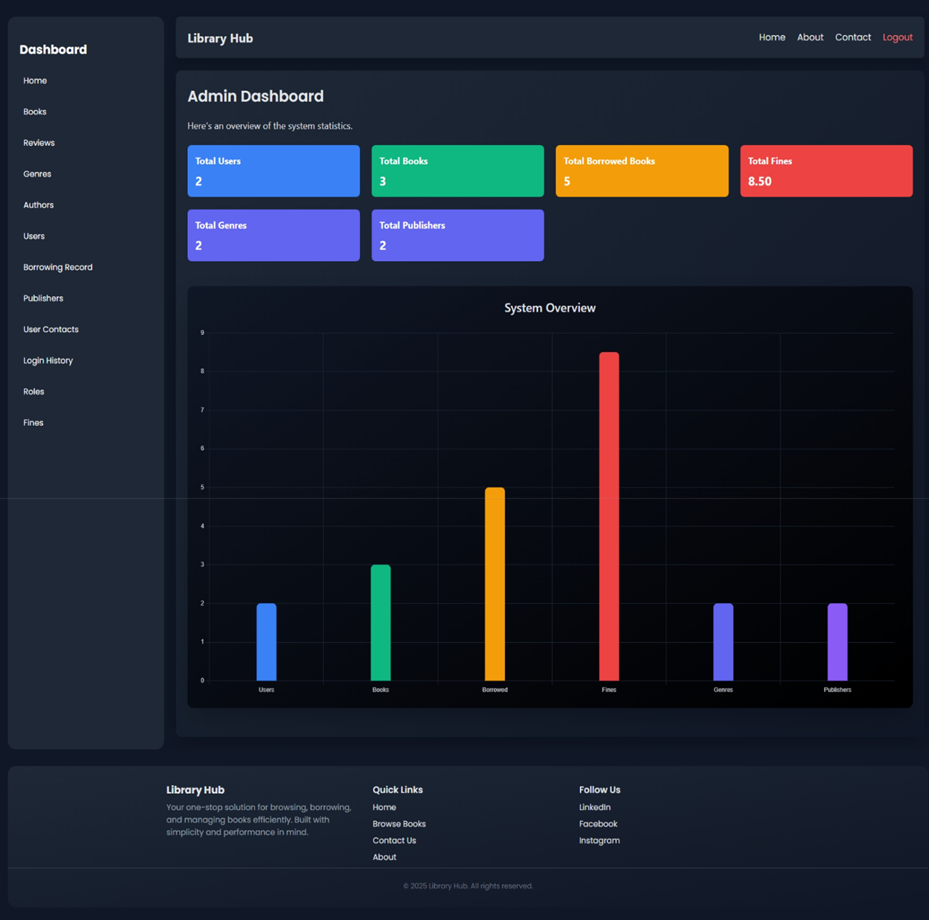 Dashboard
Home
Books
Reviews
Genres
Authors
Users
Borrowing Record
Publishers
User Contacts
Login History
Roles
Fines
Library Hub
Home About Contact Logout
Admin Dashboard
Here's an overview of the system statistics.
Total Users
2
Total Books
3
Total Borrowed Books
5
Total Fines
8.50
Total Genres
2
Total Publishers
2
System Overview
9
8
7
6
5
4
3
2
1
0
Users Books Borrowed Fines Genres Publishers
Library Hub
Your one-stop solution for browsing, borrowing,
and managing books efficiently. Built with
simplicity and performance in mind.
Quick Links
Home
Browse Books
Contact Us
About
Follow Us
LinkedIn
Facebook
Instagram
© 2025 Library Hub. All rights reserved.